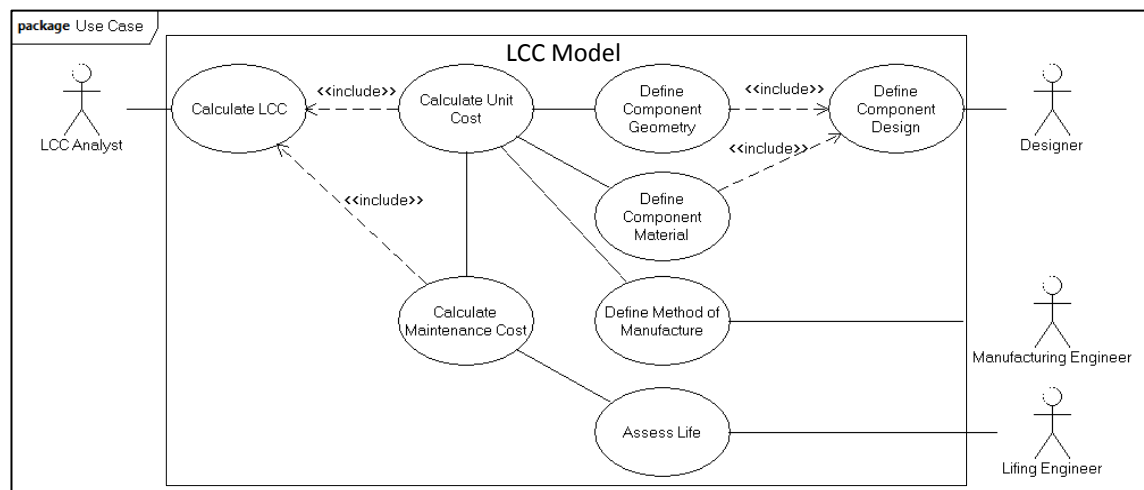 package Use Case
LCC Model
<<include>>
<<include>>
Calculate LCC
Calculate Unit
Cost
Define
Component
Geometry
Define
Component
Design
LCC Analyst
Designer
<<include>>
<<include>>
Define
Component
Material
Calculate
Maintenance Cost
Define Method of
Manufacture
Manufacturing Engineer
Assess Life
Lifing Engineer